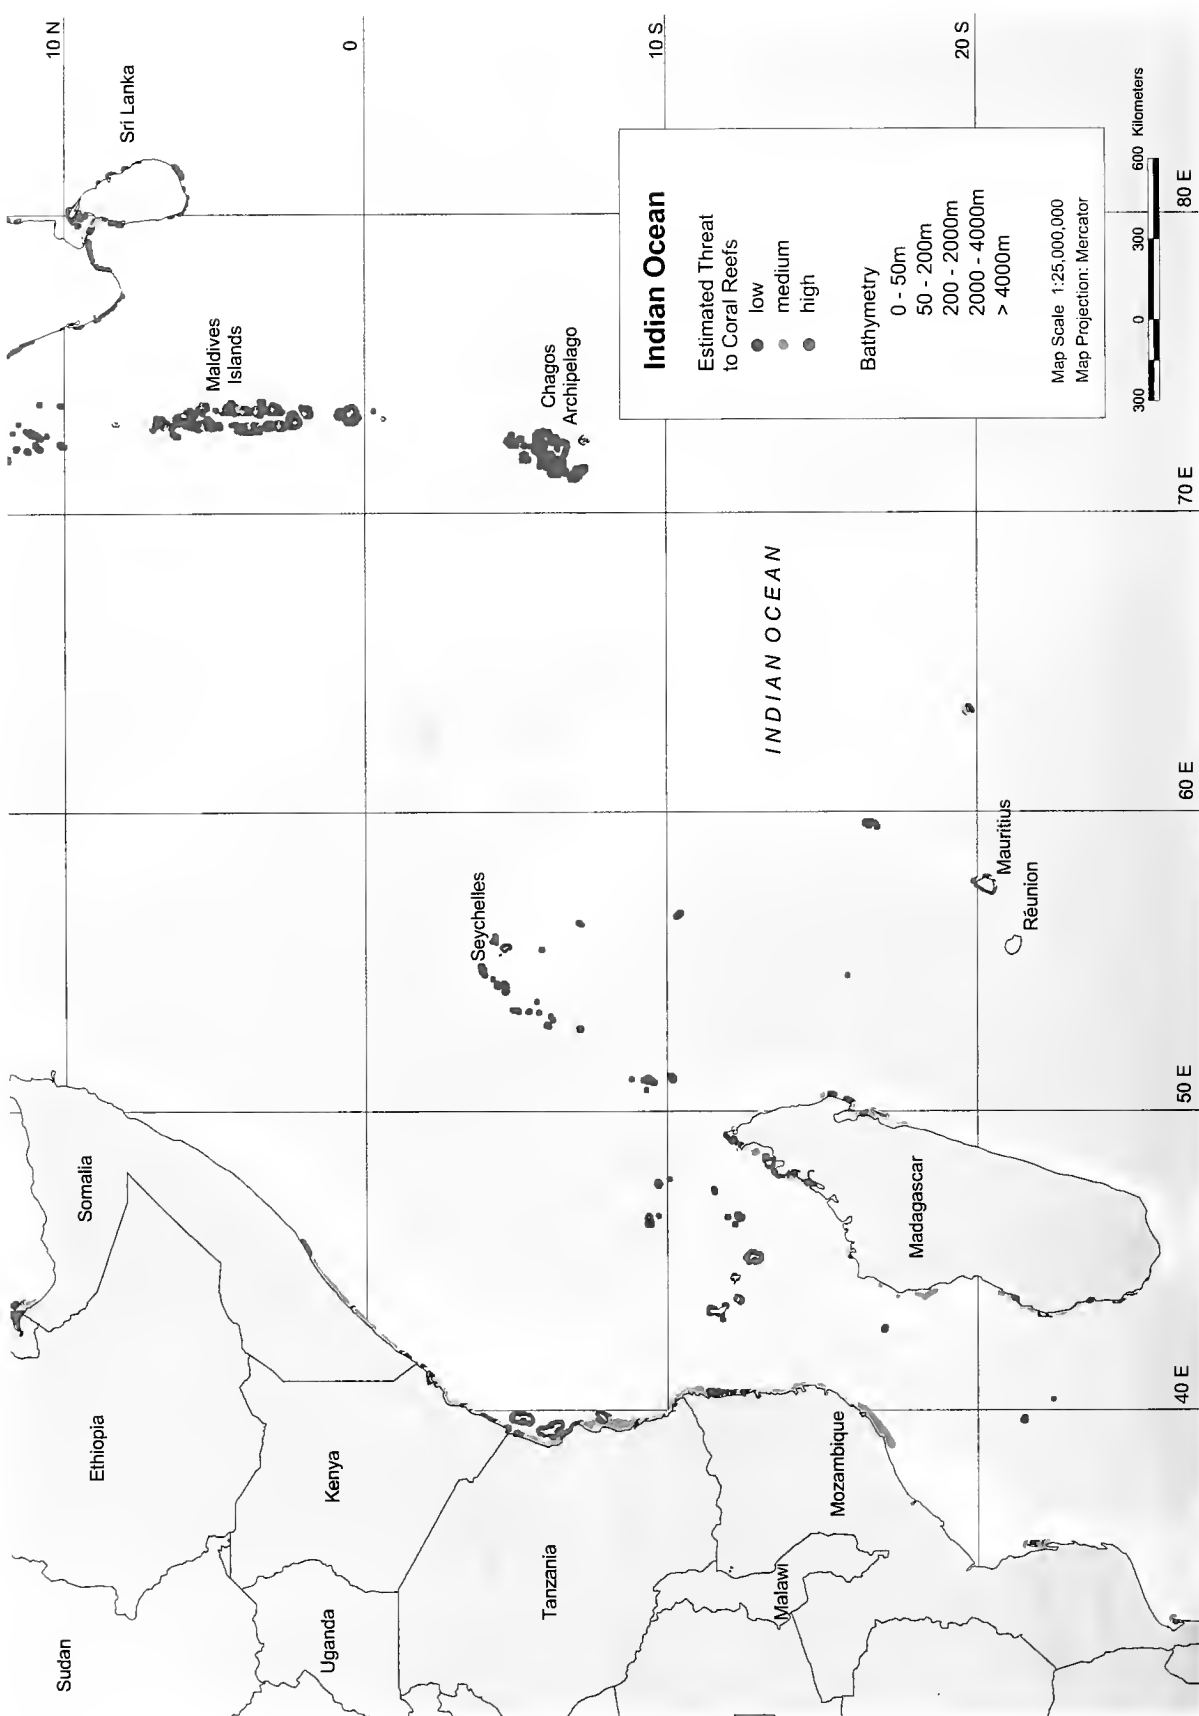 10 N
0
10 S
20 S
Sri Lanka
Maldives
Islands
Chagos
Archipelago
Indian Ocean
Estimated Threat
to Coral Reefs
low
medium
high
Bathymetry
0 - 50m
50 - 200m
200 - 2000m
2000 - 4000m
> 4000m
Map Scale 1:25,000,000
Map Projection: Mercator
300 0 300 600 Kilometers
80 E
70 E
60 E
50 E
40 E
INDIAN OCEAN
Seychelles
Mauritius
Réunion
Somalia
Madagascar
Ethiopia
Kenya
Mozambique
Tanzania
Malawi
Sudan
Uganda